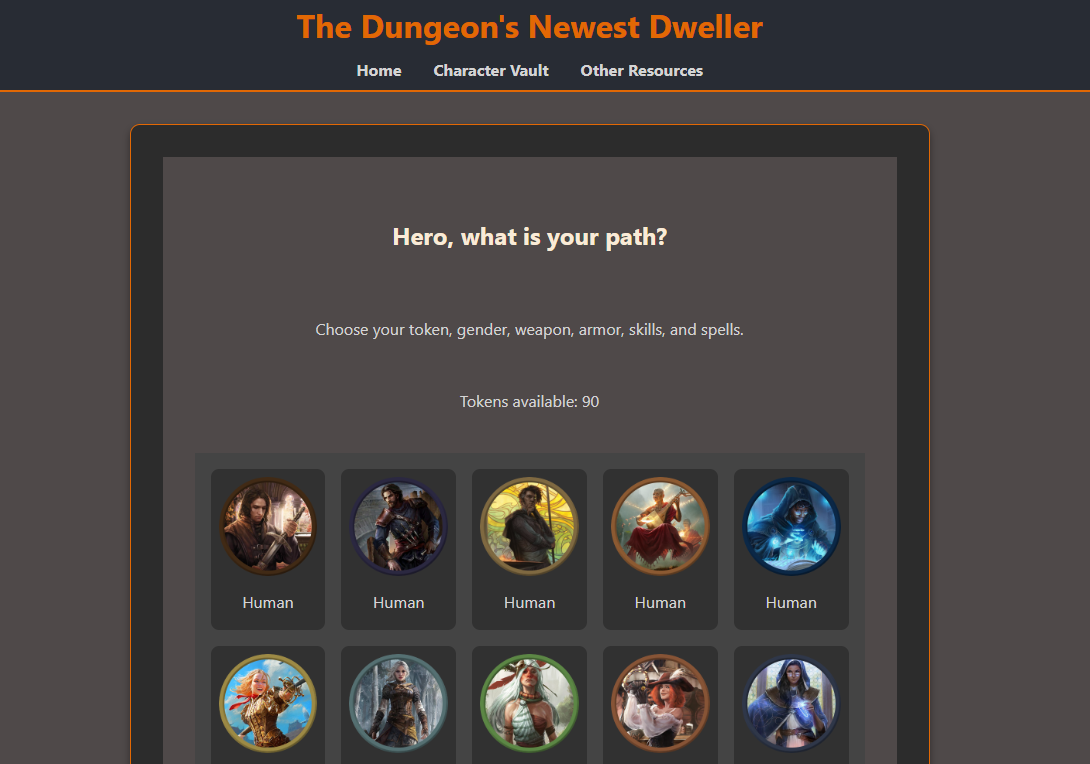 The Dungeon's Newest Dweller
Home Character Vault Other Resources
Hero, what is your path?
Choose your token, gender, weapon, armor, skills, and spells.
Tokens available: 90
Human Human Human Human Human